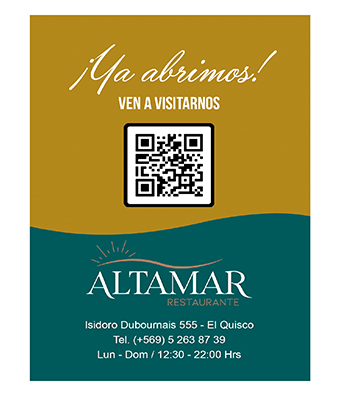 ¡Ya abrimos!
VEN A VISITARNOS
ALTAMAR
RESTAURANTE
Isidoro Dubournais 555 - El Quisco
Tel. (+569) 5 263 87 39
Lun - Dom / 12:30 - 22:00 Hrs